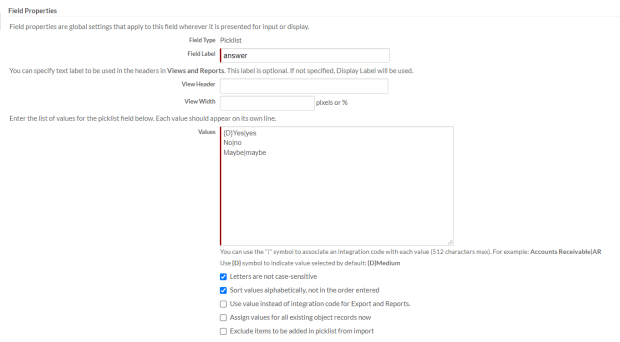 Field Properties
Field properties are global settings that apply to this field wherever it is presented for input or display.
Field Type Picklist
Field Label answer
You can specify text label to be used in the headers in Views and Reports. This label is optional. If not specified, Display Label will be used.
View Header
View Width pixels or %
Enter the list of values for the picklist field below. Each value should appear on its own line.
Values {D}Yes|yes
No|no
Maybe|maybe
You can use the "|" symbol to associate an integration code with each value (512 characters max). For example: Accounts Receivable|AR
Use {D} symbol to indicate value selected by default: {D}Medium
Letters are not case-sensitive
Sort values alphabetically, not in the order entered
Use value instead of integration code for Export and Reports.
Assign values for all existing object records now
Exclude items to be added in picklist from import